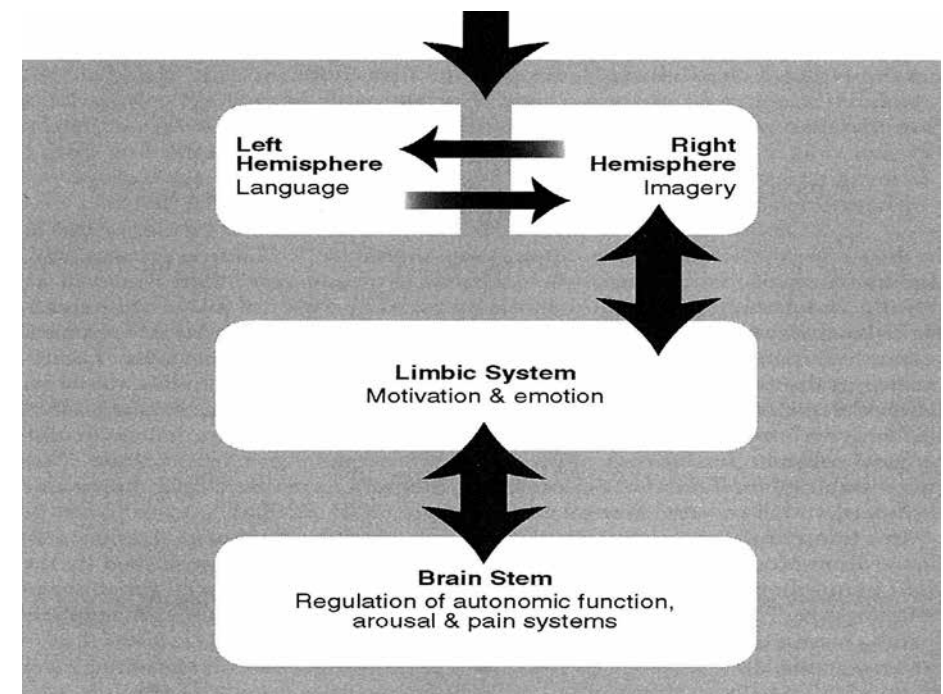 Left
Hemisphere
Language
Right
Hemisphere
Imagery
Limbic System
Motivation & emotion
Brain Stem
Regulation of autonomic function,
arousal & pain systems